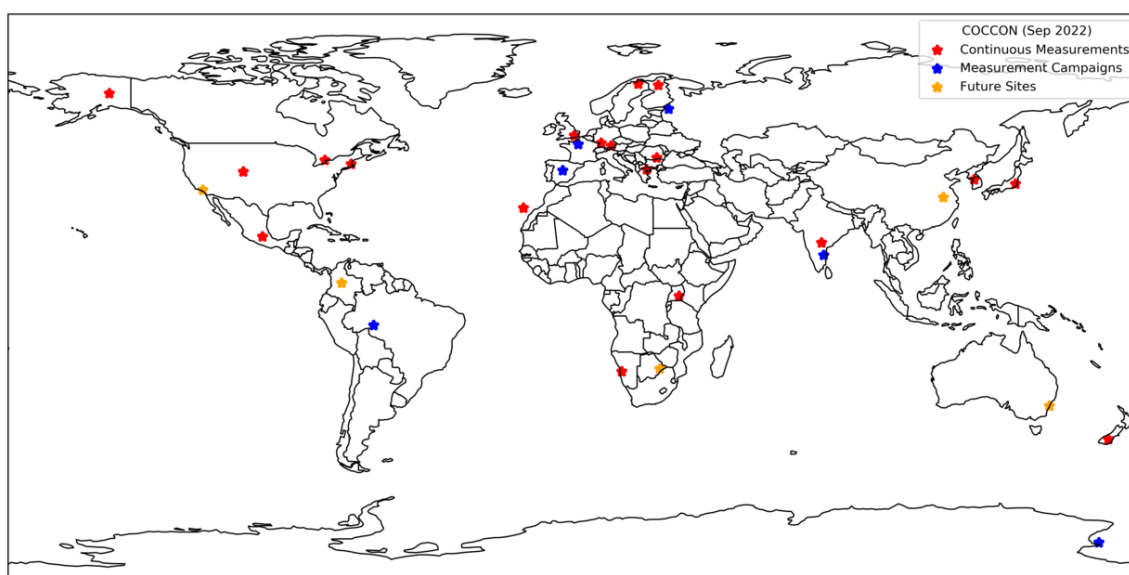 COCCON (Sep 2022)
Continuous Measurements
Measurement Campaigns
Future Sites